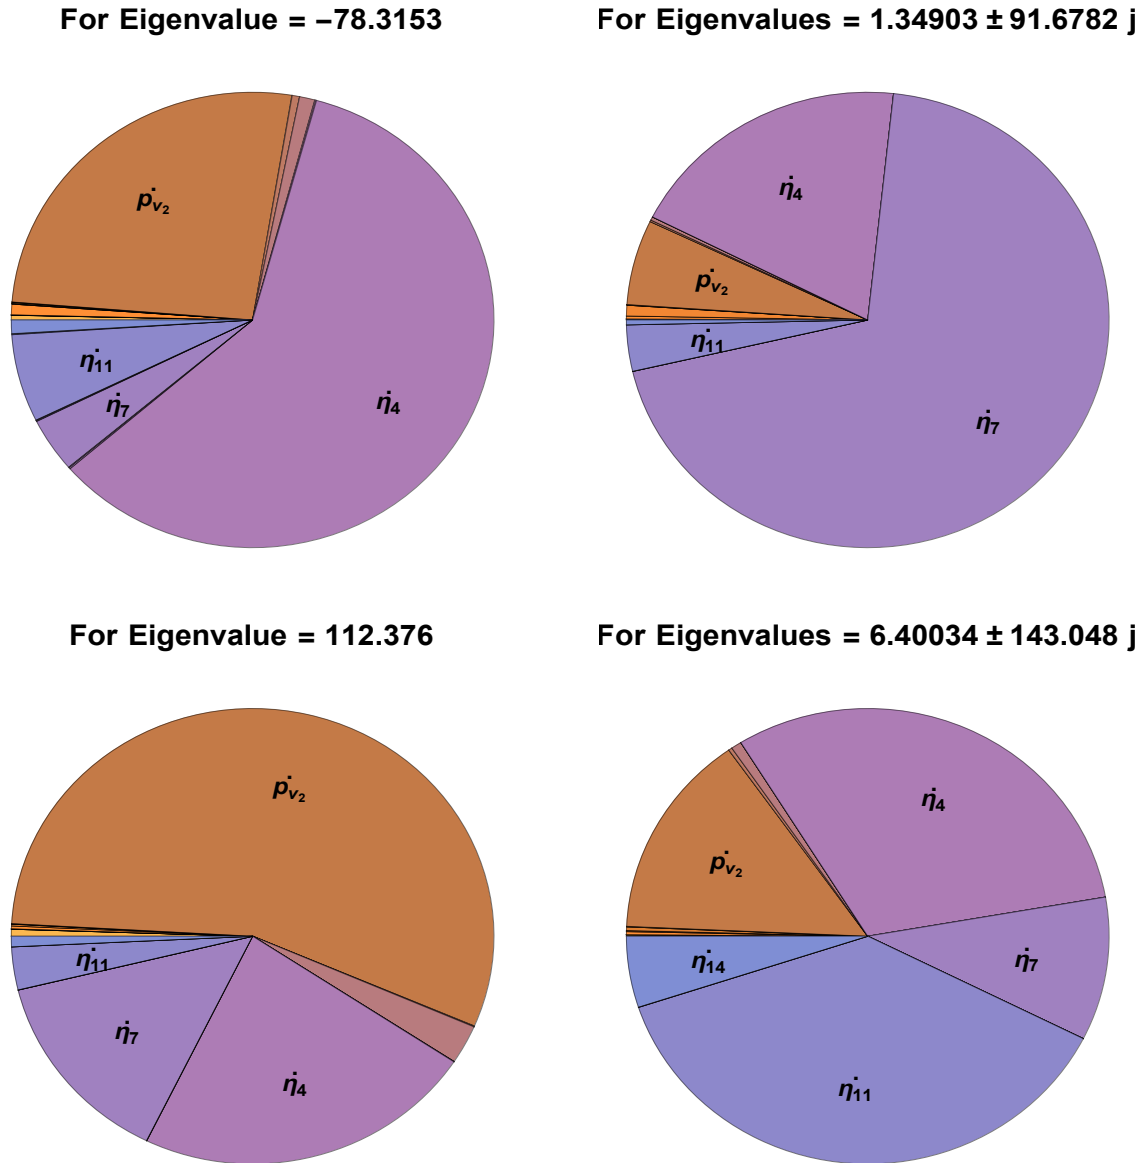 For Eigenvalue = −78.3153
ṗv₂
η̇₁₁
η̇₇
η̇₄
For Eigenvalues = 1.34903 ± 91.6782 j
η̇₄
ṗv₂
η̇₁₁
η̇₇
For Eigenvalue = 112.376
ṗv₂
η̇₁₁
η̇₇
η̇₄
For Eigenvalues = 6.40034 ± 143.048 j
η̇₄
ṗv₂
η̇₁₄
η̇₇
η̇₁₁